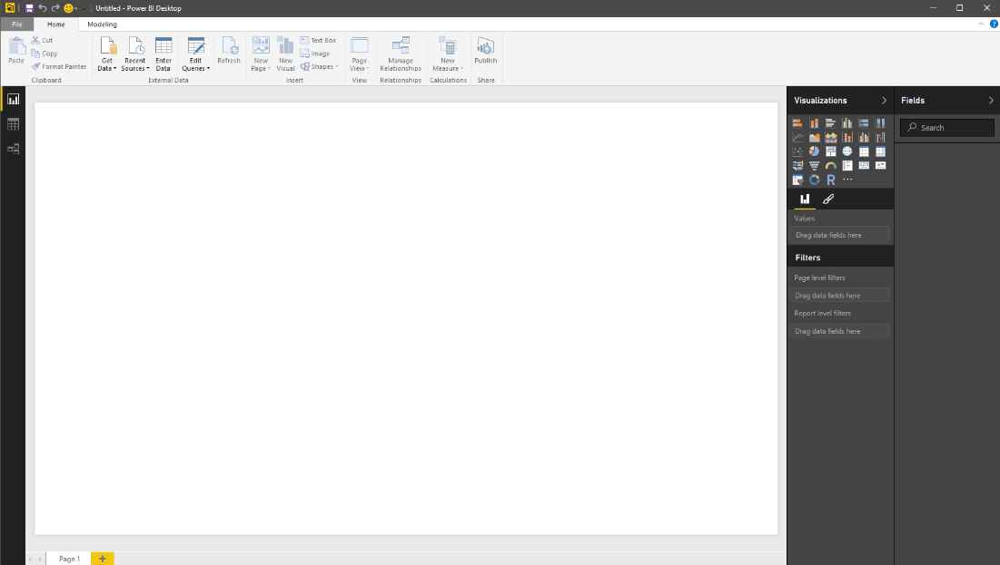 Untitled - Power BI Desktop
File Home Modeling
Paste
Cut
Copy
Format Painter
Clipboard
Get Data
Recent Sources
Enter Data
Edit Queries
Refresh
External Data
New Page
New Visual
Text Box
Image
Shapes
Insert
Page View
View
Manage Relationships
Relationships
New Measure
Calculations
Publish
Share
Visualizations
Fields
Search
R
Values
Drag data fields here
Filters
Page level filters
Drag data fields here
Report level filters
Drag data fields here
Page 1